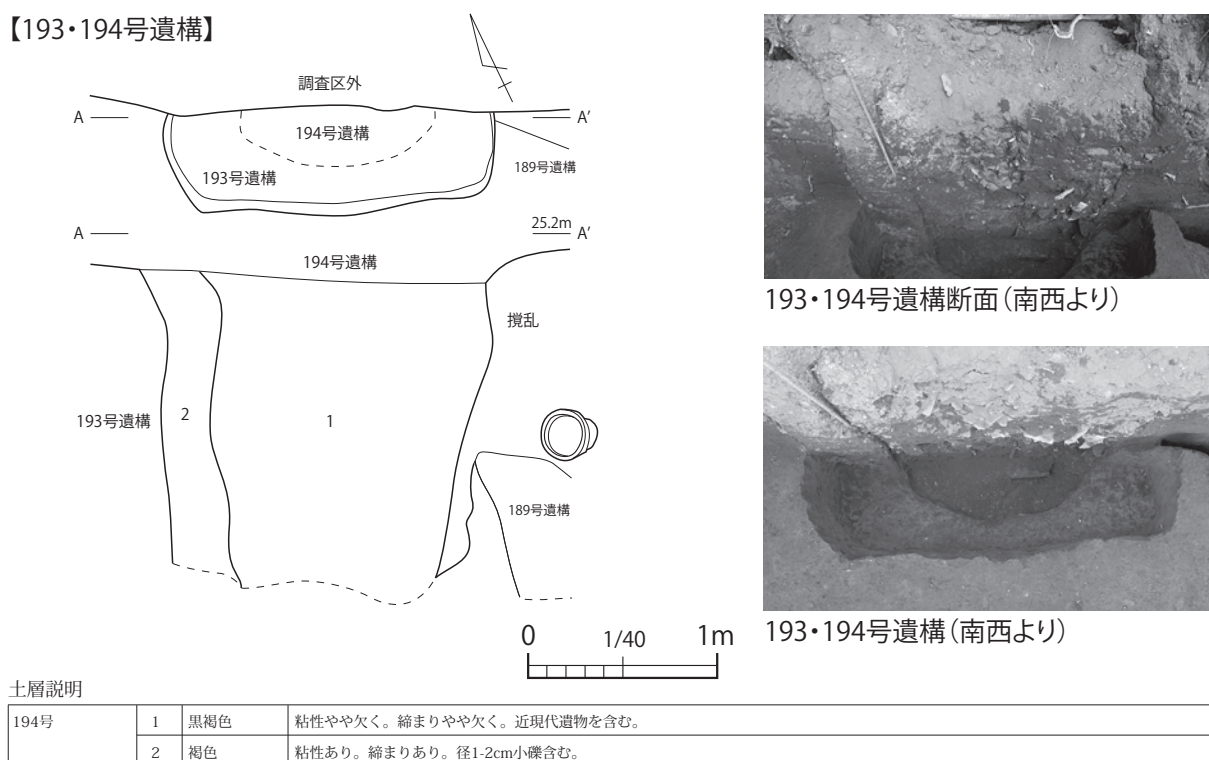 【193・194号遺構】
調査区外
A A′
194号遺構
189号遺構
193号遺構
25.2m
A A′
194号遺構
撹乱
193号遺構 2 1
189号遺構
0 1/40 1m
193・194号遺構断面（南西より）
193・194号遺構（南西より）
土層説明
194号 1 黒褐色 粘性やや欠く。締まりやや欠く。近現代遺物を含む。
2 褐色 粘性あり。締まりあり。径1-2cm小礫含む。